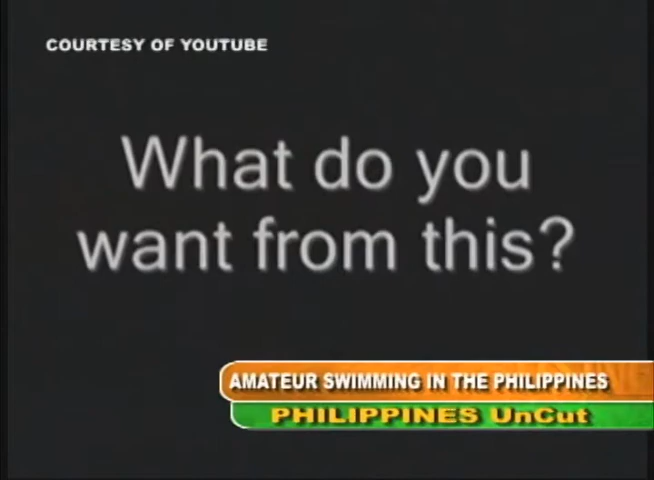 COURTESY OF YOUTUBE
What do you
want from this?
AMATEUR SWIMMING IN THE PHILIPPINES
PHILIPPINES UnCut